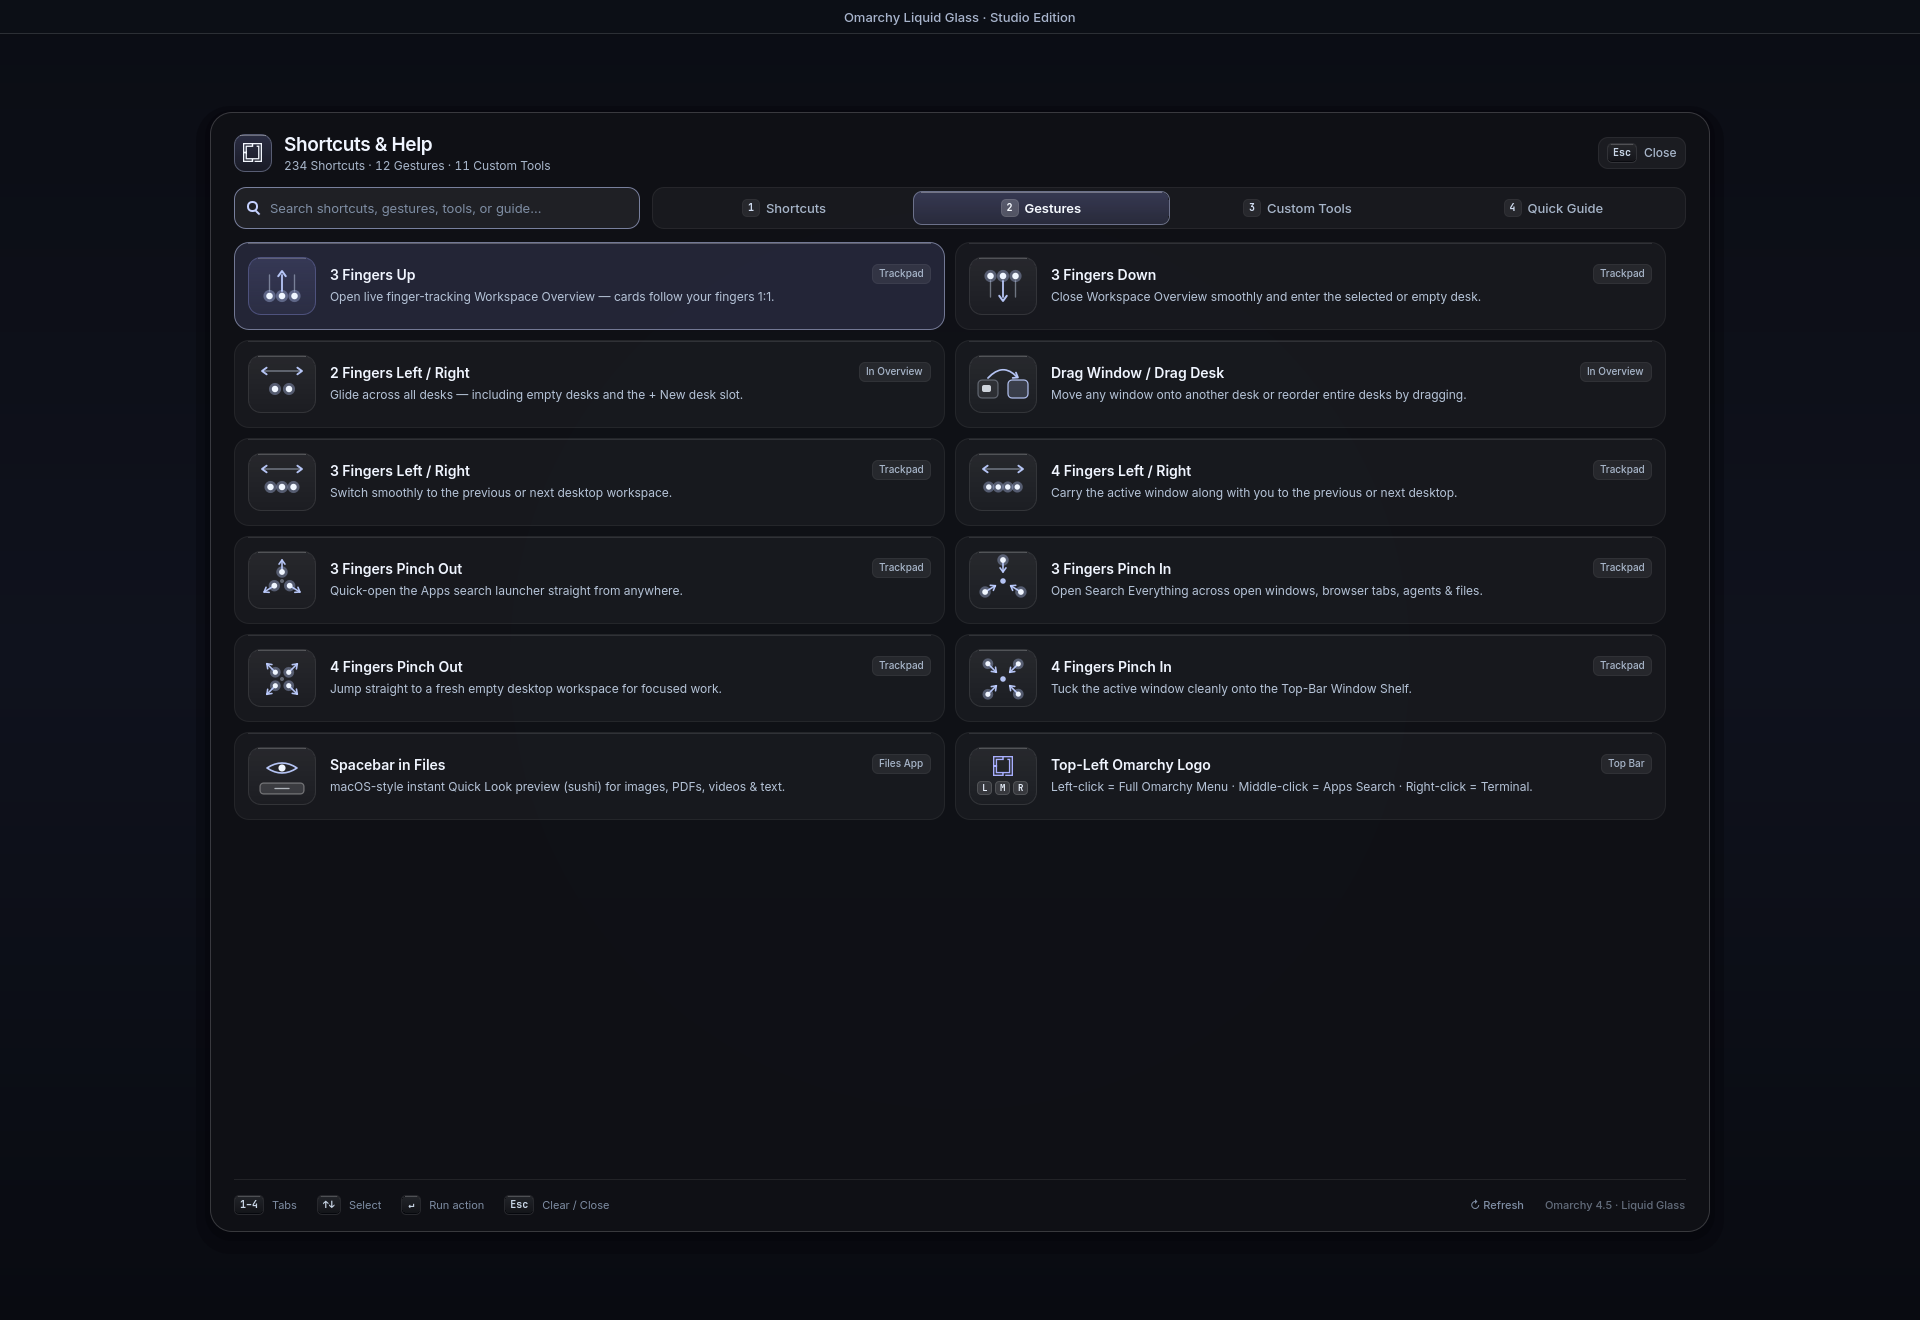 Omarchy Liquid Glass · Studio Edition
Shortcuts & Help
234 Shortcuts · 12 Gestures · 11 Custom Tools
Esc Close
Search shortcuts, gestures, tools, or guide...
1 Shortcuts
2 Gestures
3 Custom Tools
4 Quick Guide
3 Fingers Up
Trackpad
Open live finger-tracking Workspace Overview — cards follow your fingers 1:1.
3 Fingers Down
Trackpad
Close Workspace Overview smoothly and enter the selected or empty desk.
2 Fingers Left / Right
In Overview
Glide across all desks — including empty desks and the + New desk slot.
Drag Window / Drag Desk
In Overview
Move any window onto another desk or reorder entire desks by dragging.
3 Fingers Left / Right
Trackpad
Switch smoothly to the previous or next desktop workspace.
4 Fingers Left / Right
Trackpad
Carry the active window along with you to the previous or next desktop.
3 Fingers Pinch Out
Trackpad
Quick-open the Apps search launcher straight from anywhere.
3 Fingers Pinch In
Trackpad
Open Search Everything across open windows, browser tabs, agents & files.
4 Fingers Pinch Out
Trackpad
Jump straight to a fresh empty desktop workspace for focused work.
4 Fingers Pinch In
Trackpad
Tuck the active window cleanly onto the Top-Bar Window Shelf.
Spacebar in Files
Files App
macOS-style instant Quick Look preview (sushi) for images, PDFs, videos & text.
L M R
Top-Left Omarchy Logo
Top Bar
Left-click = Full Omarchy Menu · Middle-click = Apps Search · Right-click = Terminal.
1–4 Tabs
↑↓ Select
↵ Run action
Esc Clear / Close
↻ Refresh
Omarchy 4.5 · Liquid Glass